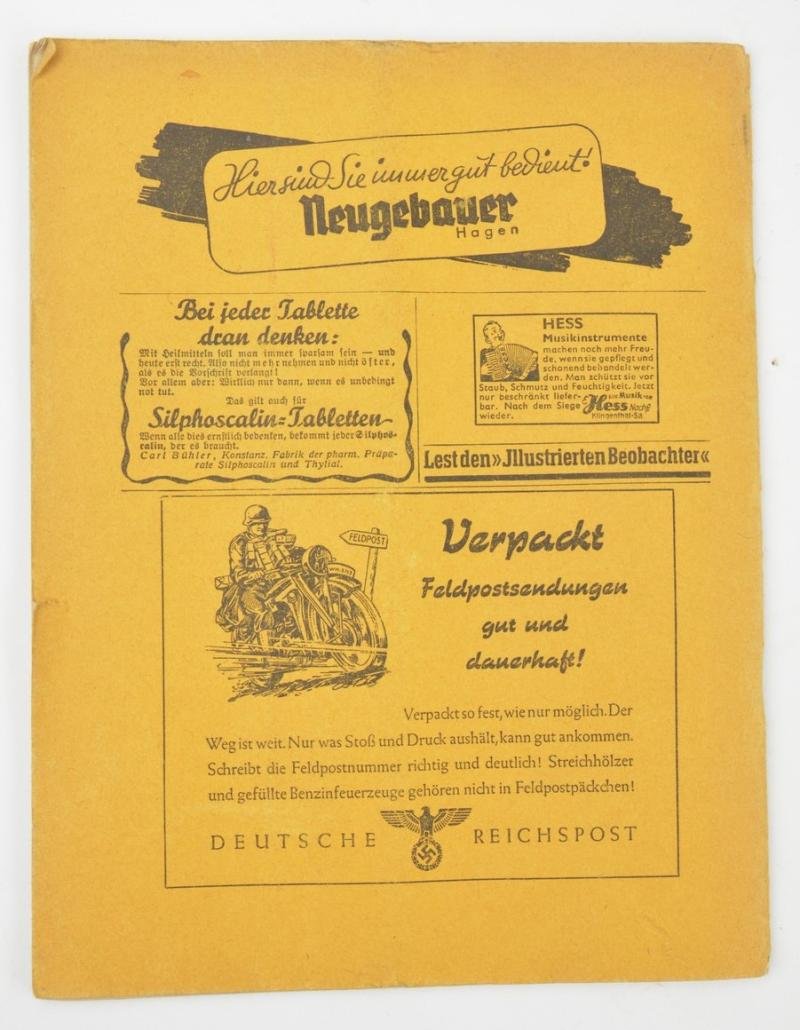 Hier sind Sie immer gut bedient!
Neugebauer
Hagen
Bei jeder Tablette
dran denken:
Mit Heilmitteln soll man immer sparsam sein — und
heute erst recht. Also nicht mehr nehmen und nicht öfter,
als es die Vorschrift verlangt!
Vor allem aber: Wirklich nur dann, wenn es unbedingt
not tut.
Das gilt auch für
Silphoscalin-Tabletten
Wenn alle dies ernstlich bedenken, bekommt jeder Silphos-
calin, der es braucht.
Carl Bühler, Konstanz. Fabrik der pharm. Präpa-
rate Silphoscalin und Thylial.
HESS
Musikinstrumente
machen noch mehr Freu-
de, wenn sie gepflegt und
schonend behandelt wer-
den. Man schützt sie vor
Staub, Schmutz und Feuchtigkeit. Jetzt
nur beschränkt liefer-
bar. Nach dem Siege
wieder.
Musik
Hess Nachf.
Klingenthal-Sa
Lest den »Jllustrierten Beobachter«
FELDPOST
Verpackt
Feldpostsendungen
gut und
dauerhaft!
Verpackt so fest, wie nur möglich. Der
Weg ist weit. Nur was Stoß und Druck aushält, kann gut ankommen.
Schreibt die Feldpostnummer richtig und deutlich! Streichhölzer
und gefüllte Benzinfeuerzeuge gehören nicht in Feldpostpäckchen!
DEUTSCHE REICHSPOST